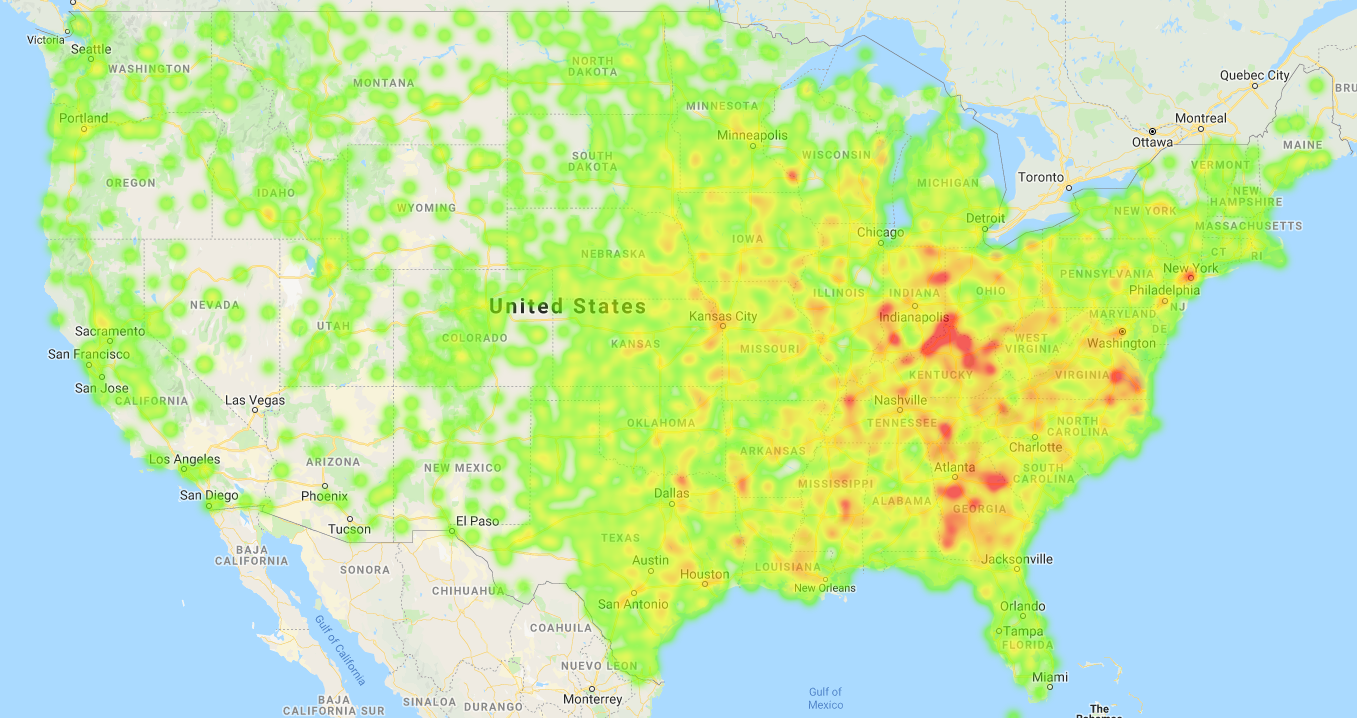 Victoria
Seattle
WASHINGTON
MONTANA
NORTH
DAKOTA
MINNESOTA
Quebec City
Montreal
Ottawa
MAINE
BRU
Portland
Minneapolis
WISCONSIN
SOUTH
DAKOTA
Toronto
VERMONT
OREGON
IDAHO
WYOMING
MICHIGAN
NEW
HAMPSHIRE
NEW YORK
Detroit
MASSACHUSETTS
Chicago
IOWA
NEBRASKA
CT
RI
PENNSYLVANIA
New York
Philadelphia
NEVADA
United States
ILLINOIS
INDIANA
OHIO
NJ
Indianapolis
MARYLAND
DE
UTAH
Sacramento
Kansas City
COLORADO
KANSAS
MISSOURI
WEST
VIRGINIA
Washington
San Francisco
San Jose
CALIFORNIA
KENTUCKY
VIRGINIA
Las Vegas
Nashville
TENNESSEE
OKLAHOMA
NORTH
CAROLINA
Charlotte
ARKANSAS
Los Angeles
ARIZONA
NEW MEXICO
Atlanta
SOUTH
CAROLINA
San Diego
Phoenix
Dallas
MISSISSIPPI
ALABAMA
GEORGIA
Tucson
El Paso
TEXAS
BAJA
CALIFORNIA
SONORA
Austin
Houston
LOUISIANA
New Orleans
Jacksonville
CHIHUAHUA
San Antonio
Orlando
COAHUILA
Tampa
FLORIDA
Gulf of California
NUEVO LEON
Miami
BAJA
CALIFORNIA SUR
SINALOA
DURANGO
Monterrey
Gulf of
Mexico
The
Bahamas